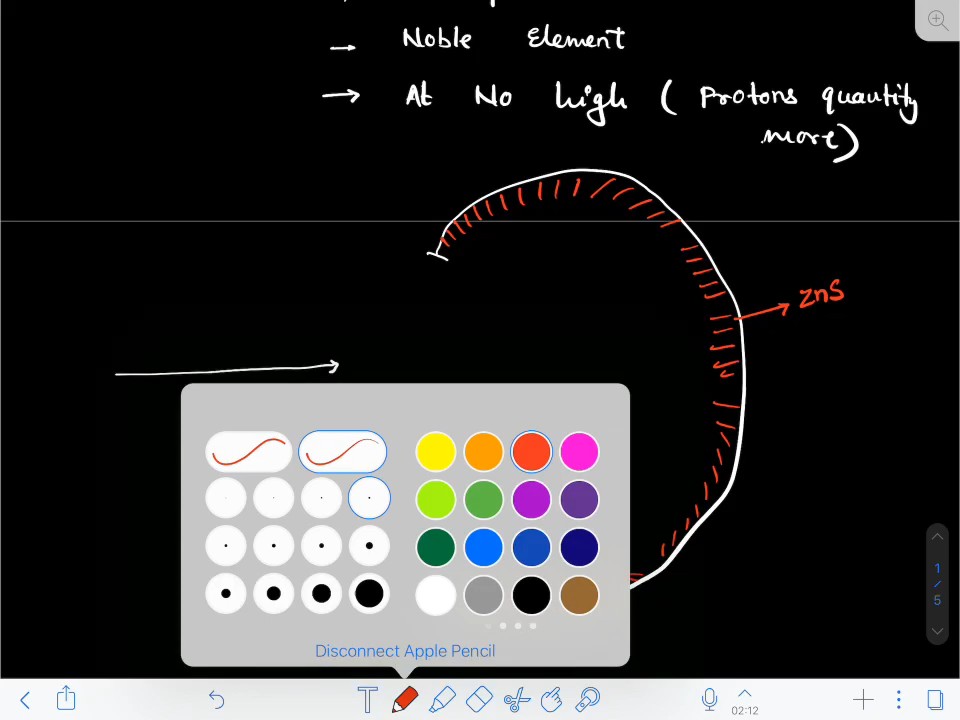 → Noble Element
→ At No high ( Protons quantity
more)
ZnS
Disconnect Apple Pencil
1
/
5
T
02:12